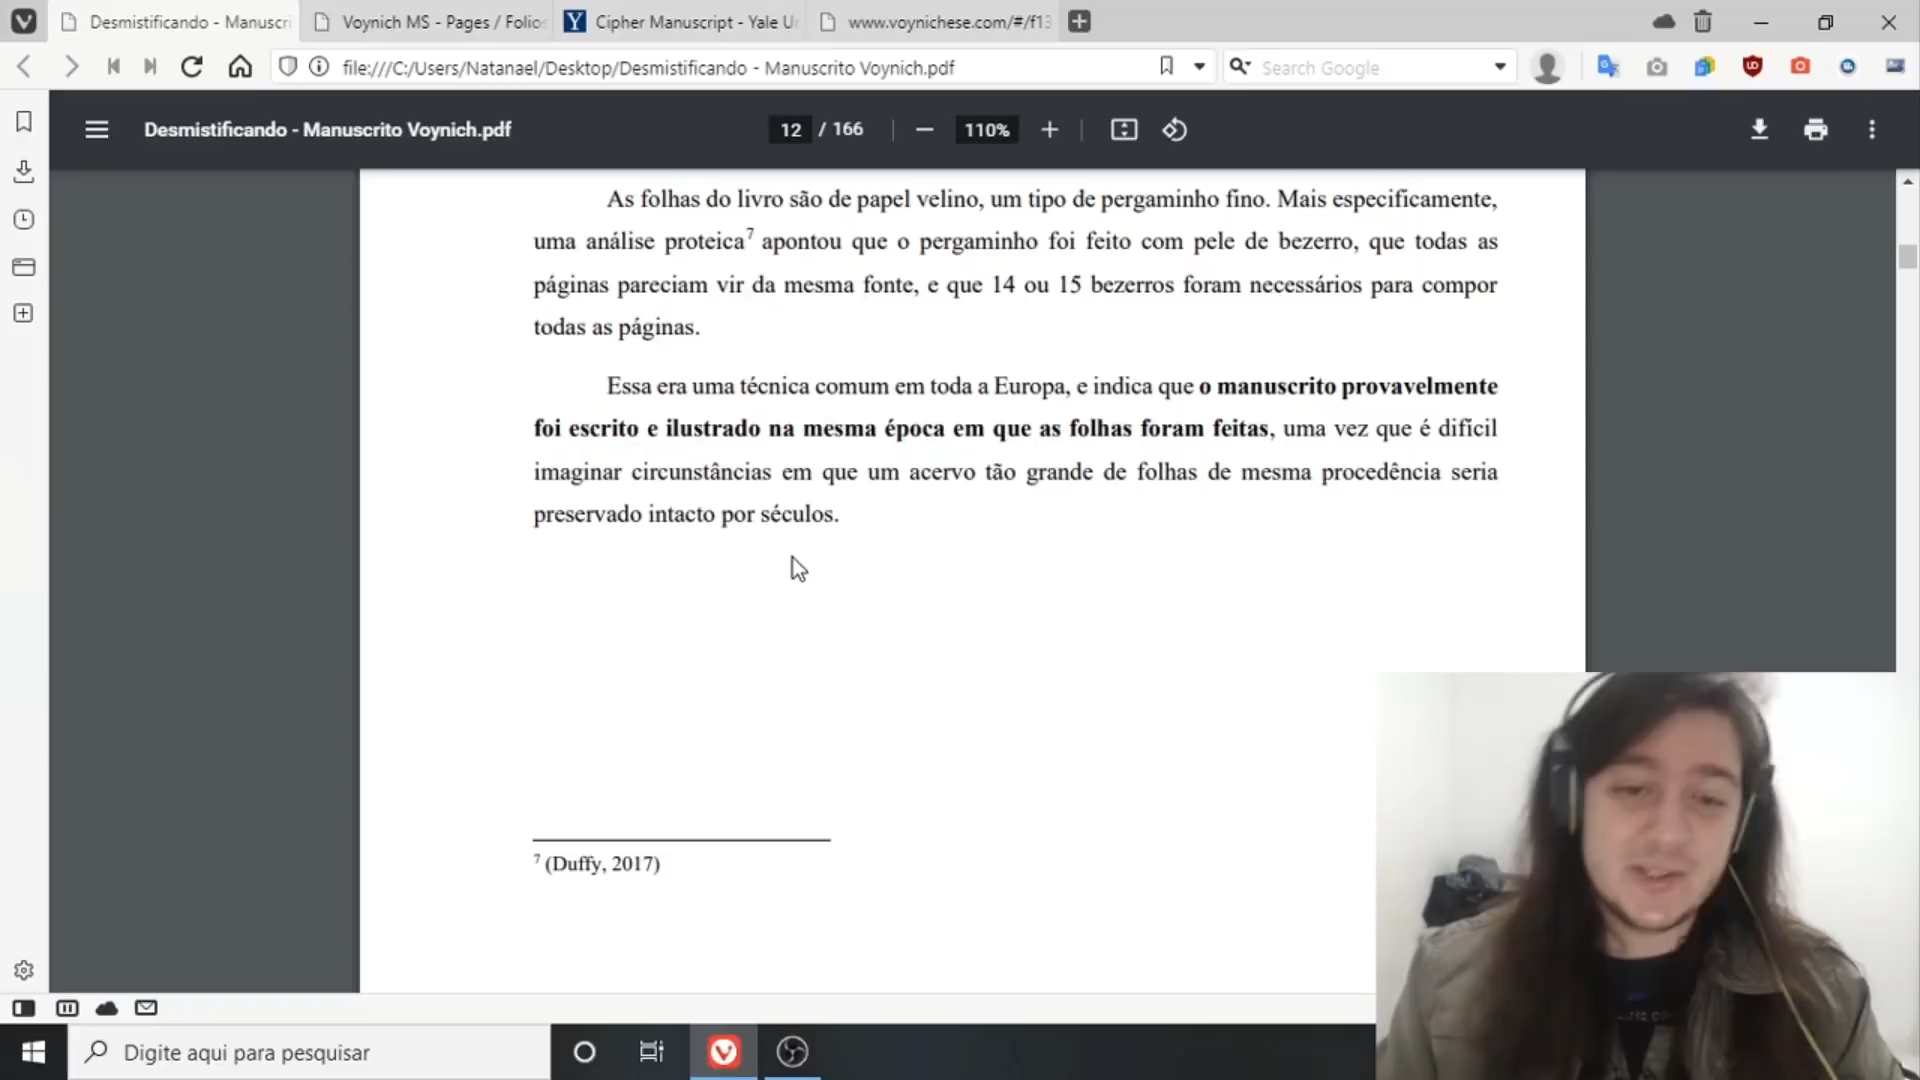 Desmistificando - Manuscri
Voynich MS - Pages / Folio
Cipher Manuscript - Yale U
www.voynichese.com/#/f13
file:///C:/Users/Natanael/Desktop/Desmistificando - Manuscrito Voynich.pdf
Search Google
Desmistificando - Manuscrito Voynich.pdf
12 / 166
110%
As folhas do livro são de papel velino, um tipo de pergaminho fino. Mais especificamente,
uma análise proteica7 apontou que o pergaminho foi feito com pele de bezerro, que todas as
páginas pareciam vir da mesma fonte, e que 14 ou 15 bezerros foram necessários para compor
todas as páginas.
Essa era uma técnica comum em toda a Europa, e indica que o manuscrito provavelmente
foi escrito e ilustrado na mesma época em que as folhas foram feitas, uma vez que é difícil
imaginar circunstâncias em que um acervo tão grande de folhas de mesma procedência seria
preservado intacto por séculos.
7 (Duffy, 2017)
Digite aqui para pesquisar